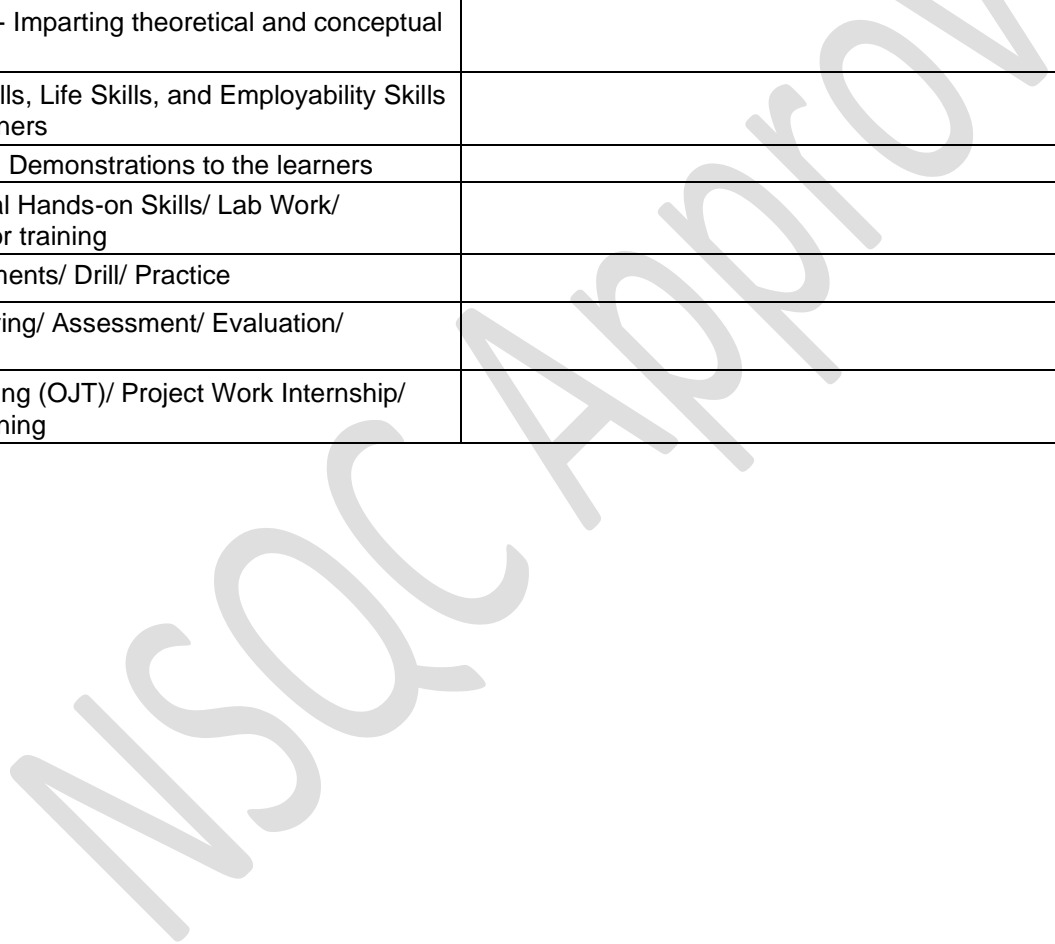 - Imparting theoretical and conceptual
lls, Life Skills, and Employability Skills
ners
Demonstrations to the learners
al Hands-on Skills/ Lab Work/
or training
ments/ Drill/ Practice
ring/ Assessment/ Evaluation/
ng (OJT)/ Project Work Internship/
ning
NSQC Approv